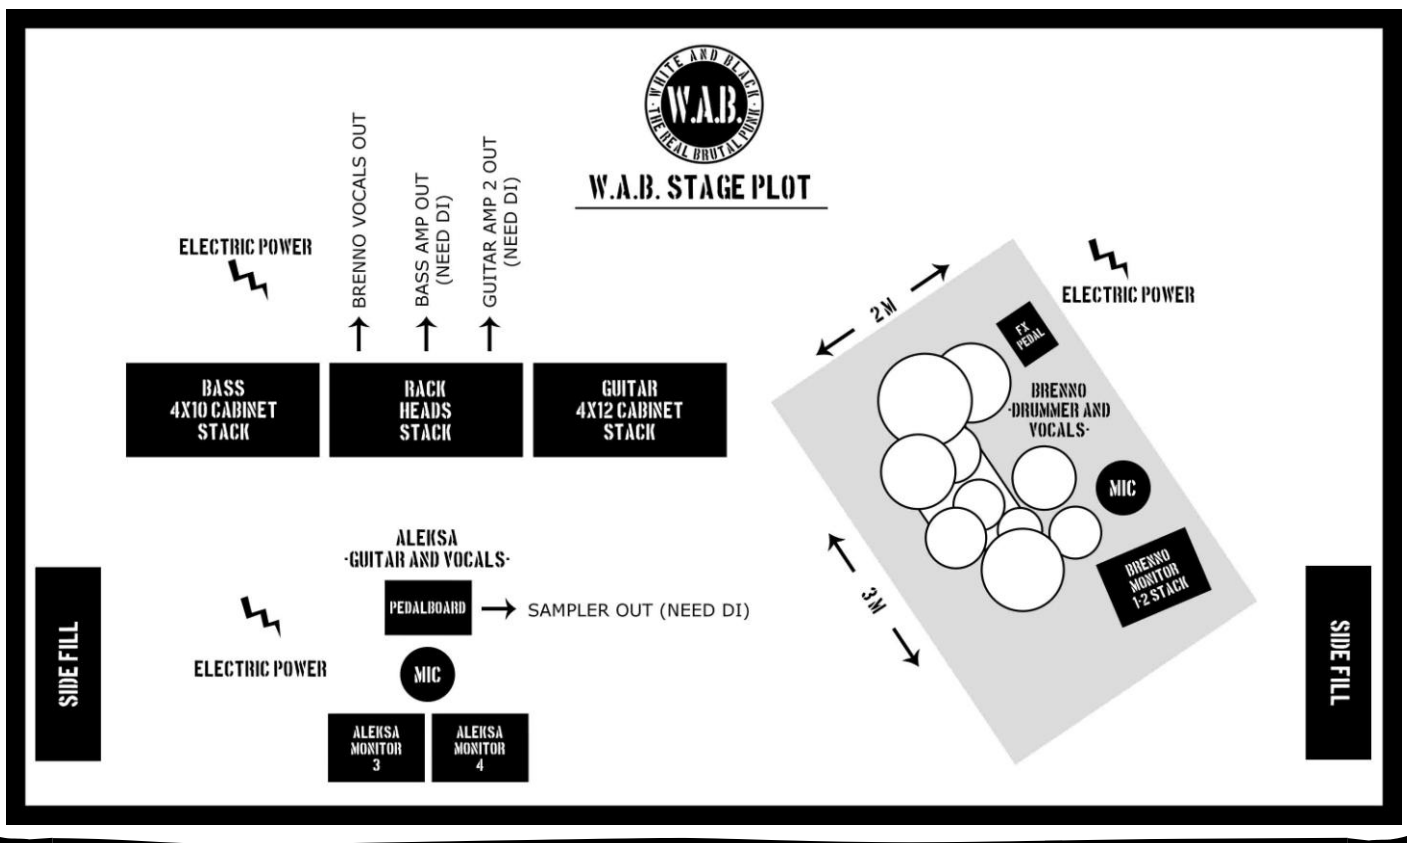 · WHITE AND BLACK ·
W.A.B.
THE REAL BRUTAL PUNK
W.A.B. STAGE PLOT
ELECTRIC POWER
BRENNO VOCALS OUT
BASS AMP OUT
(NEED DI)
GUITAR AMP 2 OUT
(NEED DI)
BASS
4X10 CABINET
STACK
RACK
HEADS
STACK
GUITAR
4X12 CABINET
STACK
2M
ELECTRIC POWER
FX
PEDAL
BRENNO
-DRUMMER AND
VOCALS-
MIC
BRENNO
MONITOR
1-2 STACK
3M
ALEKSA
-GUITAR AND VOCALS-
PEDALBOARD
SAMPLER OUT (NEED DI)
ELECTRIC POWER
MIC
ALEKSA
MONITOR
3
ALEKSA
MONITOR
4
SIDE FILL
SIDE FILL